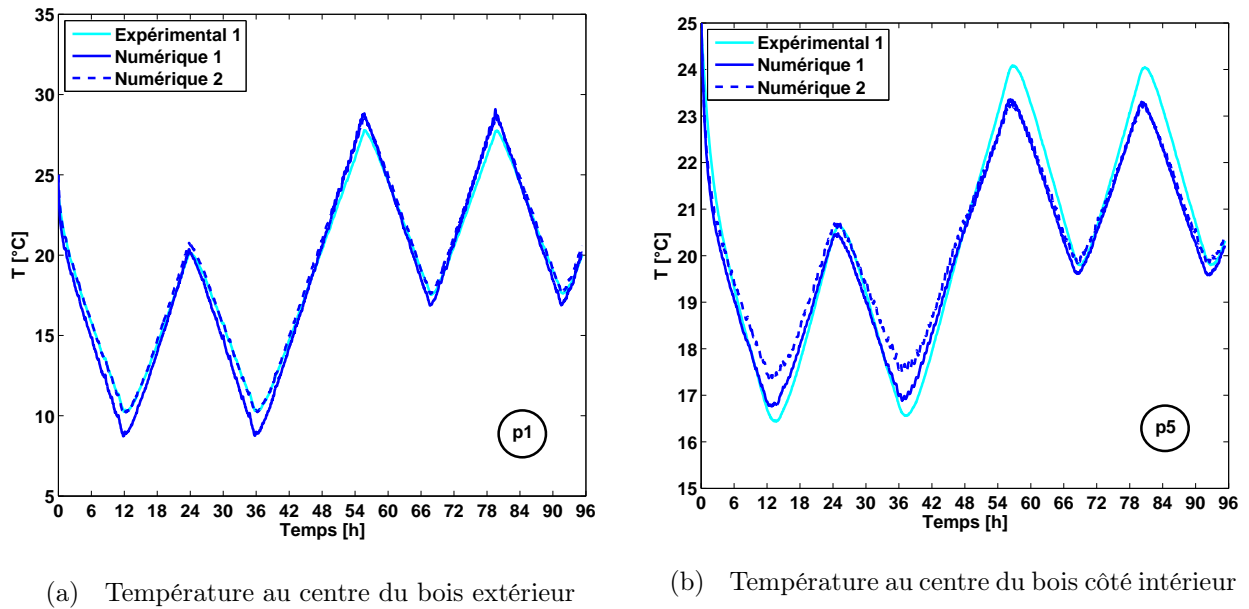 Expérimental 1
Numérique 1
Numérique 2
35
30
25
20
15
10
5
T [°C]
0 6 12 18 24 30 36 42 48 54 60 66 72 78 84 90 96
Temps [h]
p1
(a) Température au centre du bois extérieur
Expérimental 1
Numérique 1
Numérique 2
25
24
23
22
21
20
19
18
17
16
15
T [°C]
0 6 12 18 24 30 36 42 48 54 60 66 72 78 84 90 96
Temps [h]
p5
(b) Température au centre du bois côté intérieur